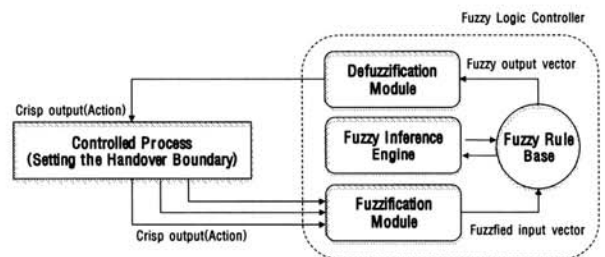 Fuzzy Logic Controller
Defuzzification
Module
Fuzzy output vector
Crisp output(Action)
Controlled Process
(Setting the Handover Boundary)
Fuzzy Inference
Engine
Fuzzy Rule
Base
Fuzzification
Module
Crisp output(Action)
Fuzzfied input vector